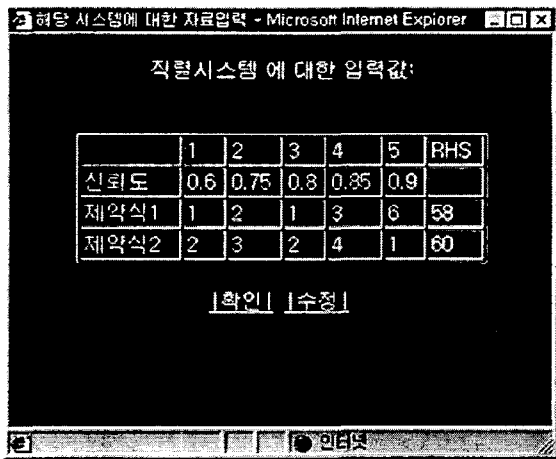 해당 시스템에 대한 자료입력 - Microsoft Internet Explorer
직렬시스템 에 대한 입력값:
1 2 3 4 5 RHS
신뢰도 0.6 0.75 0.8 0.85 0.9
제약식1 1 2 1 3 6 58
제약식2 2 3 2 4 1 60
|확인| |수정|
인터넷